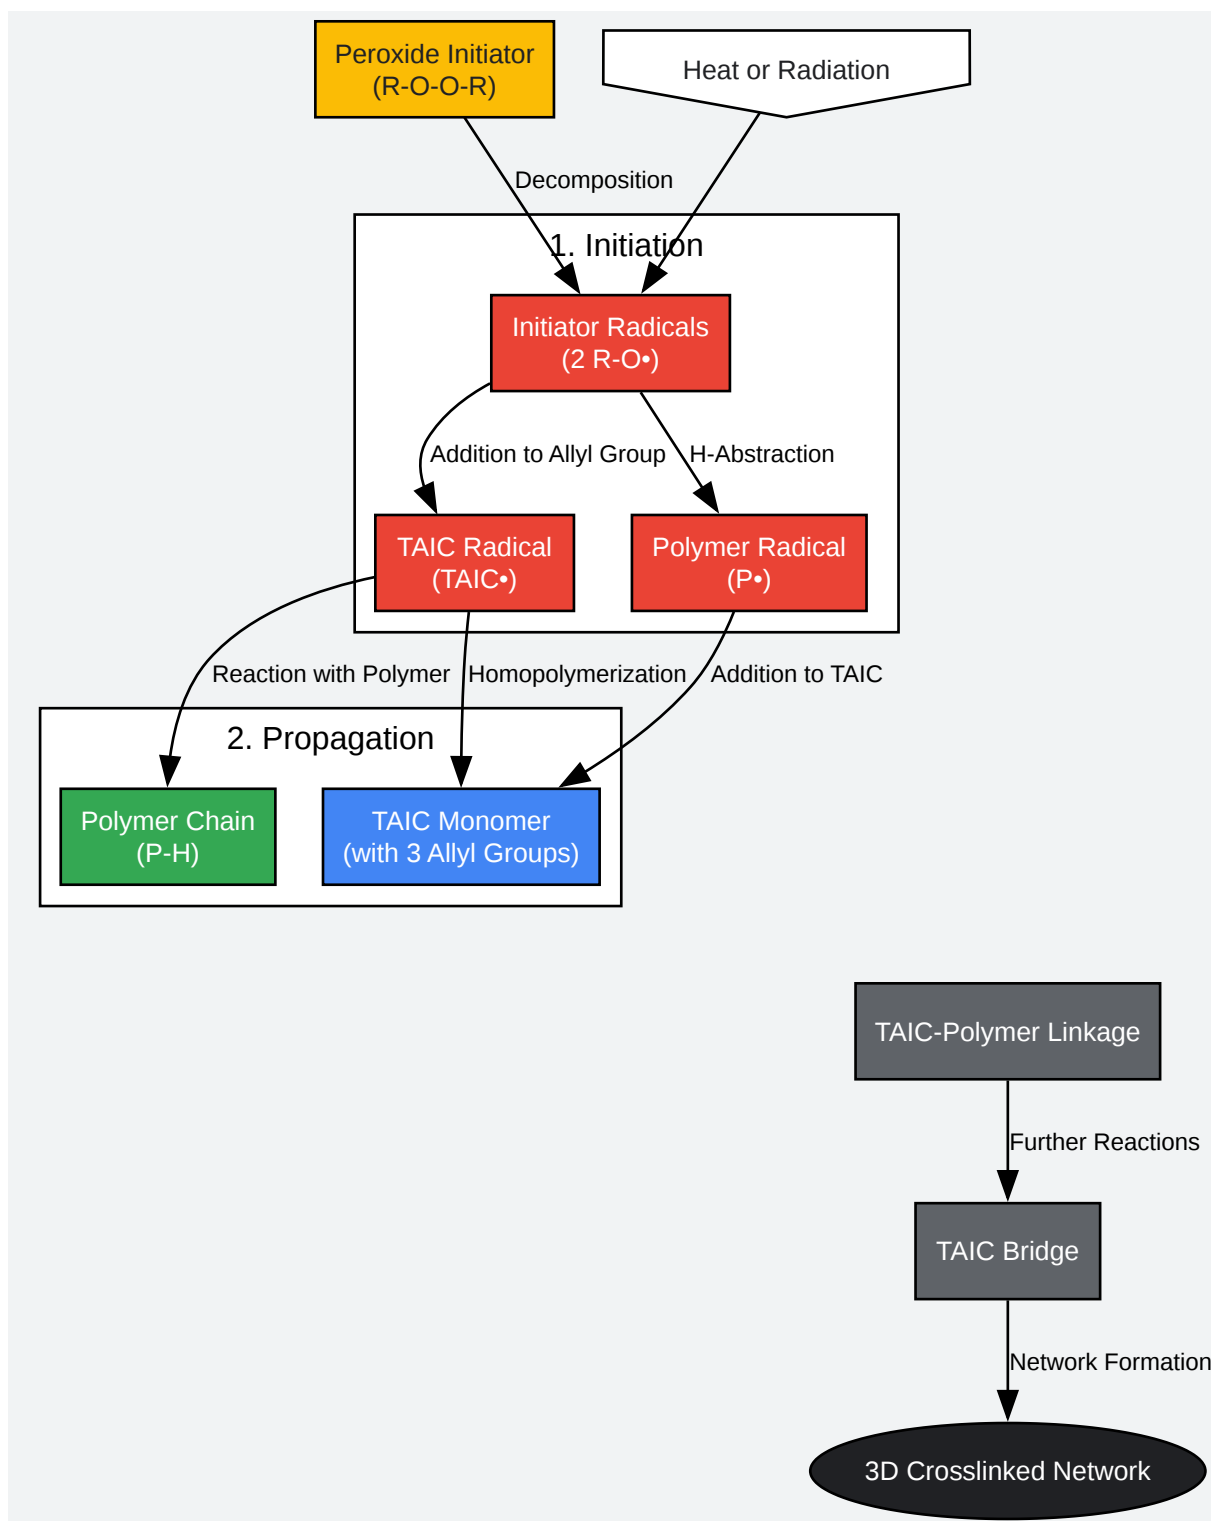 Peroxide Initiator
(R-O-O-R)
Heat or Radiation
Decomposition
1. Initiation
Initiator Radicals
(2 R-O•)
Addition to Allyl Group
H-Abstraction
TAIC Radical
(TAIC•)
Polymer Radical
(P•)
Reaction with Polymer
Homopolymerization
Addition to TAIC
2. Propagation
Polymer Chain
(P-H)
TAIC Monomer
(with 3 Allyl Groups)
TAIC-Polymer Linkage
Further Reactions
TAIC Bridge
Network Formation
3D Crosslinked Network